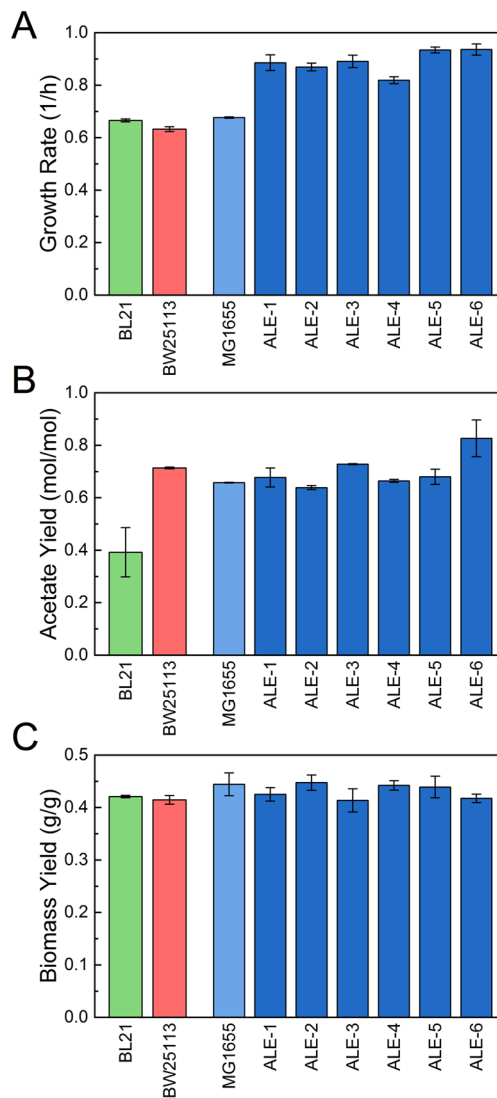 A
Growth Rate (1/h)
1.0
0.8
0.6
0.4
0.2
0.0
BL21
BW25113
MG1655
ALE-1
ALE-2
ALE-3
ALE-4
ALE-5
ALE-6
B
Acetate Yield (mol/mol)
1.0
0.8
0.6
0.4
0.2
0.0
BL21
BW25113
MG1655
ALE-1
ALE-2
ALE-3
ALE-4
ALE-5
ALE-6
C
Biomass Yield (g/g)
0.5
0.4
0.3
0.2
0.1
0.0
BL21
BW25113
MG1655
ALE-1
ALE-2
ALE-3
ALE-4
ALE-5
ALE-6